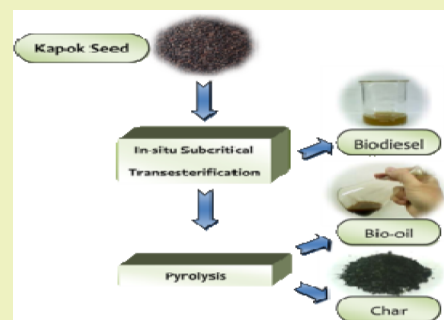 Kapok Seed
In-situ Subcritical
Transesterification
Biodiesel
Bio-oil
Pyrolysis
Char